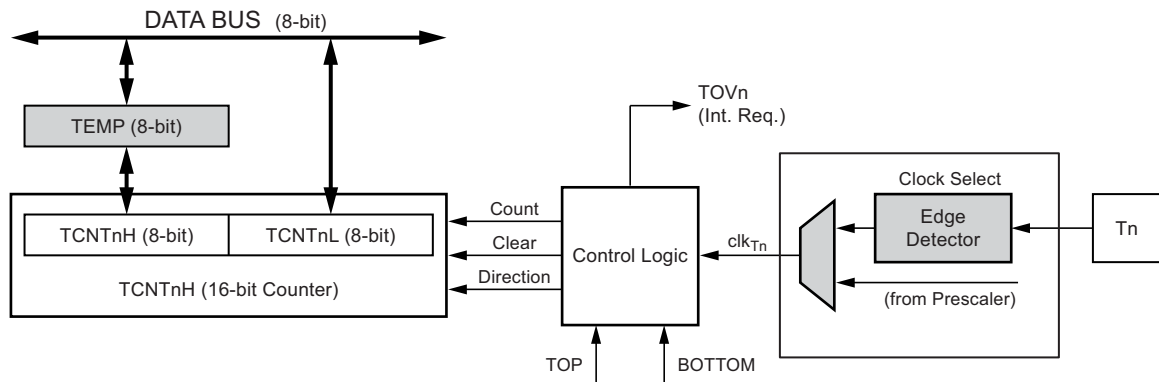 DATA BUS (8-bit)
TEMP (8-bit)
TCNTnH (8-bit)
TCNTnL (8-bit)
TCNTnH (16-bit Counter)
Count
Clear
Direction
TOVn
(Int. Req.)
Control Logic
TOP
BOTTOM
clkTn
Clock Select
Edge
Detector
(from Prescaler)
Tn